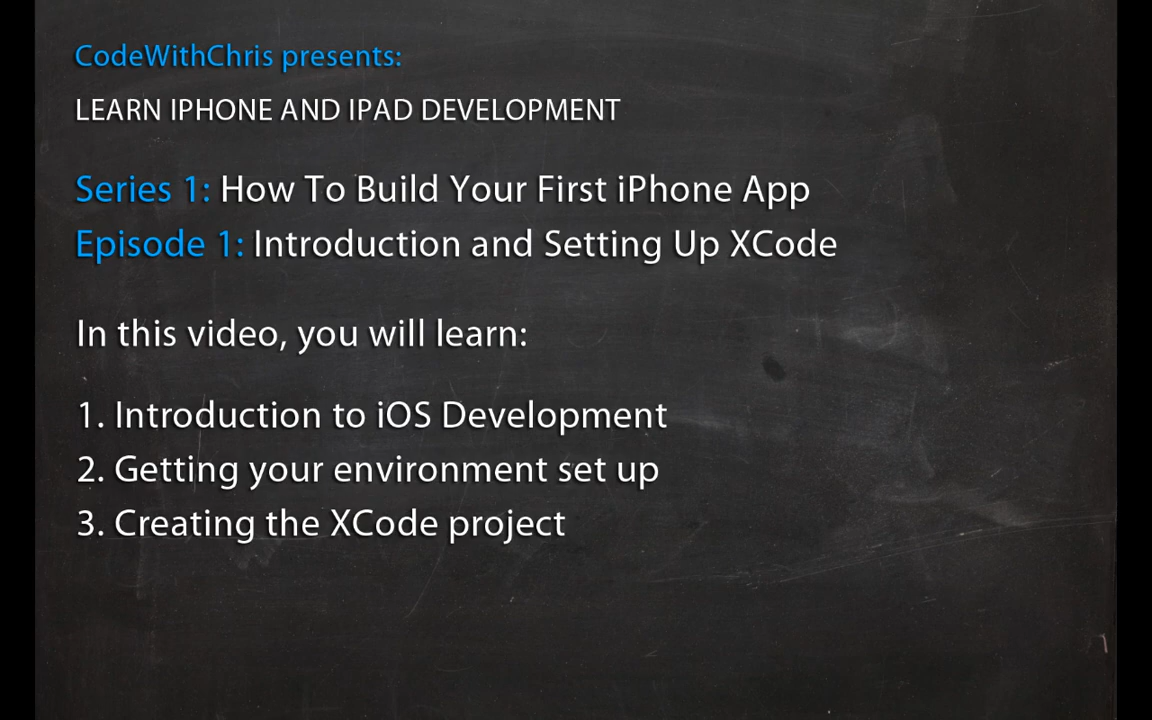 CodeWithChris presents:
LEARN IPHONE AND IPAD DEVELOPMENT
Series 1: How To Build Your First iPhone App
Episode 1: Introduction and Setting Up XCode
In this video, you will learn:
1. Introduction to iOS Development
2. Getting your environment set up
3. Creating the XCode project